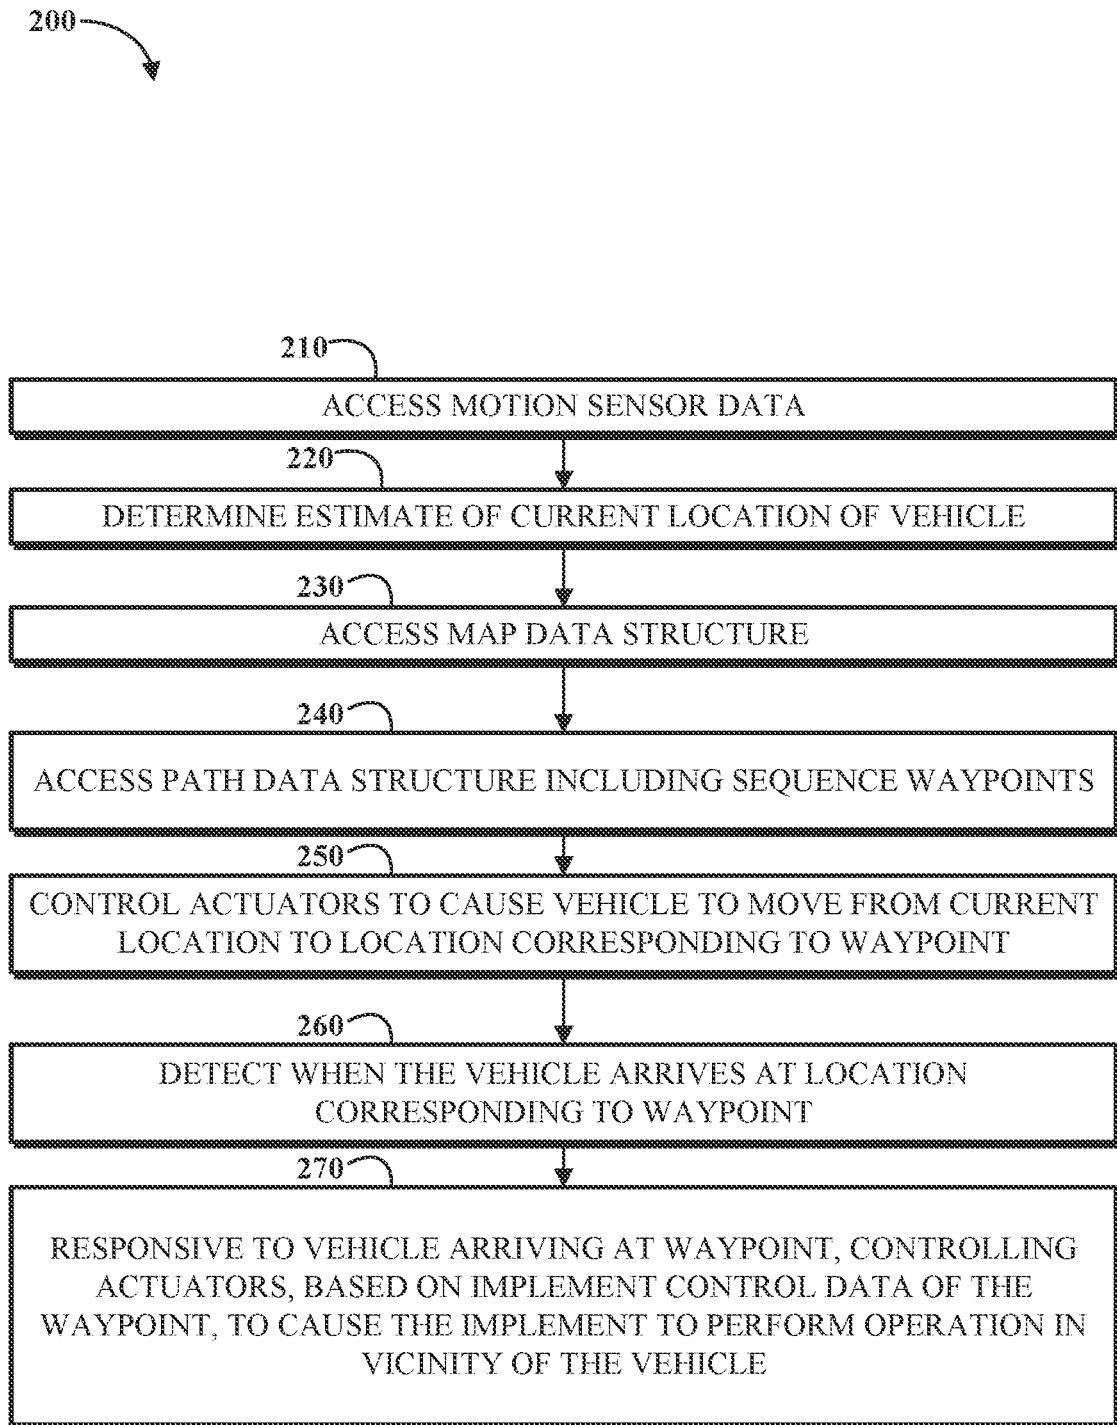 200
210
ACCESS MOTION SENSOR DATA
220
DETERMINE ESTIMATE OF CURRENT LOCATION OF VEHICLE
230
ACCESS MAP DATA STRUCTURE
240
ACCESS PATH DATA STRUCTURE INCLUDING SEQUENCE WAYPOINTS
250
CONTROL ACTUATORS TO CAUSE VEHICLE TO MOVE FROM CURRENT
LOCATION TO LOCATION CORRESPONDING TO WAYPOINT
260
DETECT WHEN THE VEHICLE ARRIVES AT LOCATION
CORRESPONDING TO WAYPOINT
270
RESPONSIVE TO VEHICLE ARRIVING AT WAYPOINT, CONTROLLING
ACTUATORS, BASED ON IMPLEMENT CONTROL DATA OF THE
WAYPOINT, TO CAUSE THE IMPLEMENT TO PERFORM OPERATION IN
VICINITY OF THE VEHICLE